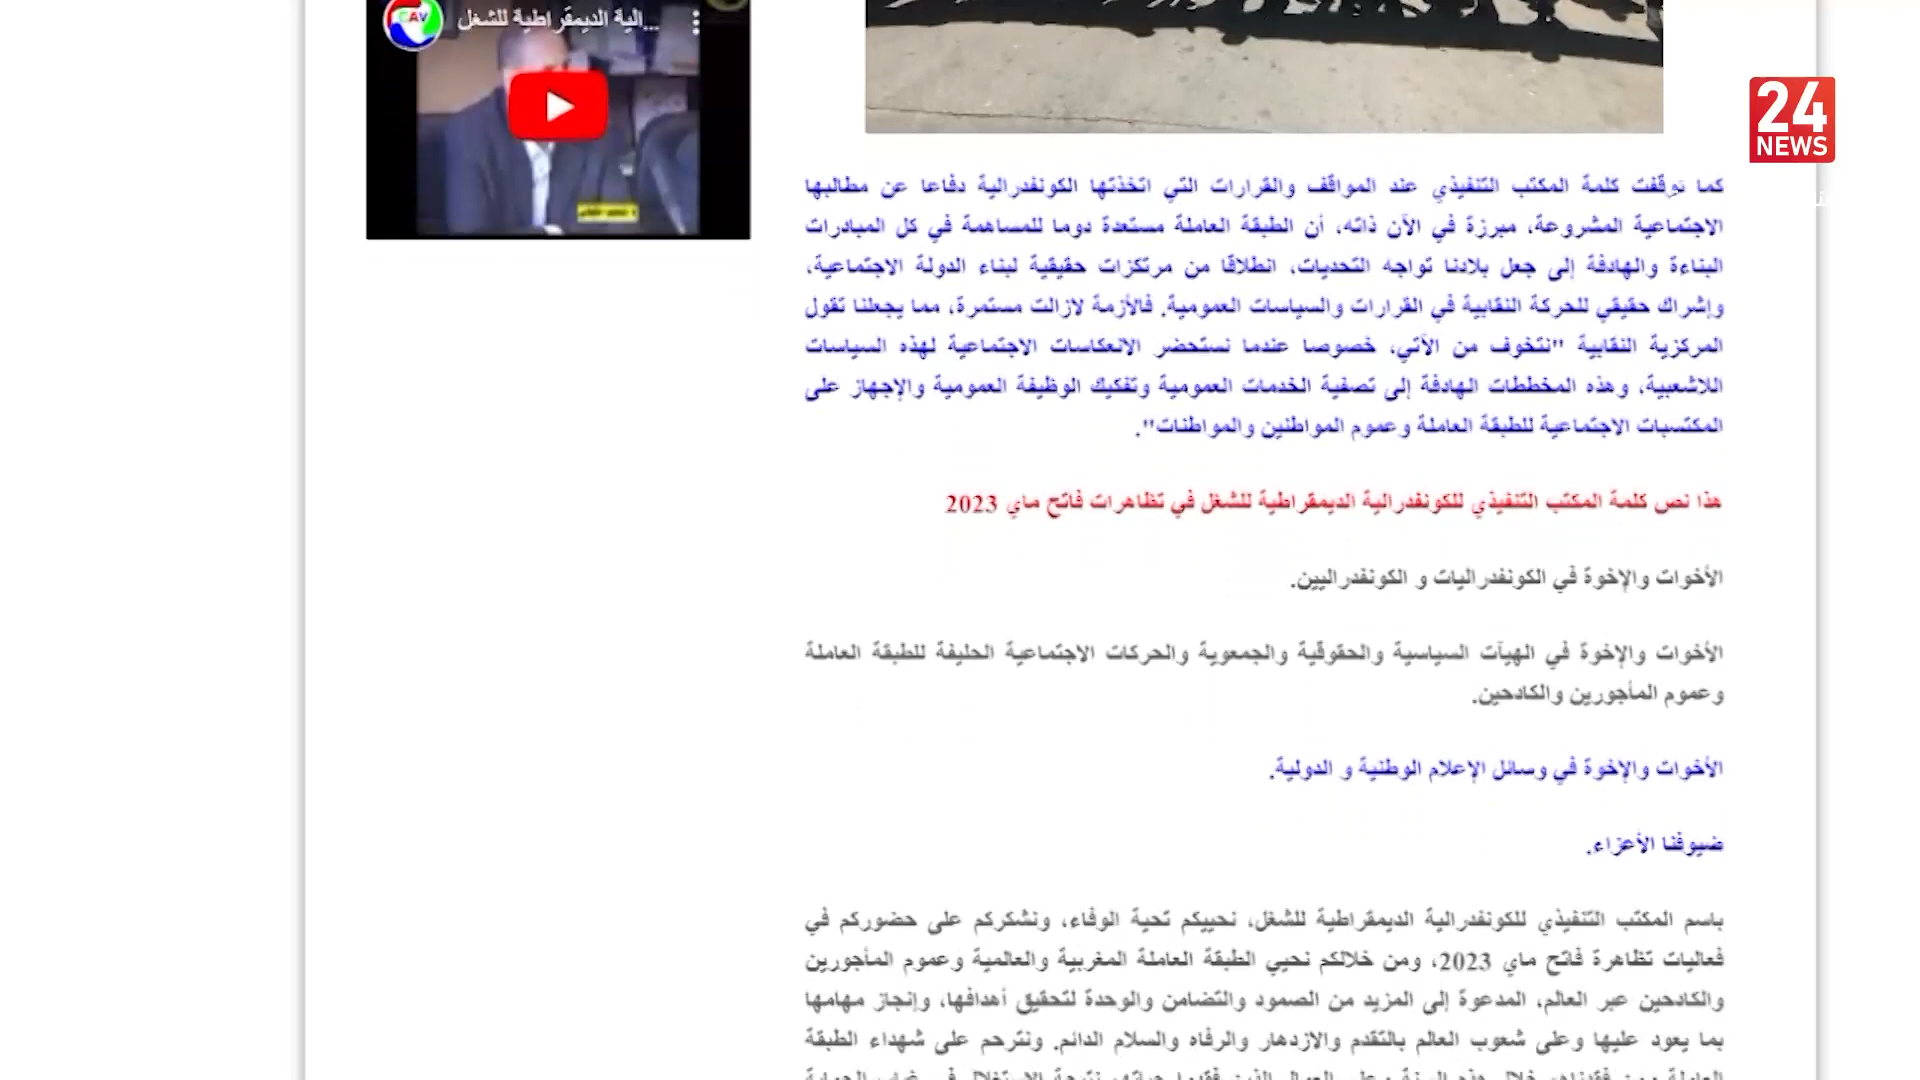 ...الية الديمقراطية للشغل
24
NEWS
كما توقفت كلمة المكتب التنفيذي عند المواقف والقرارات التي اتخذتها الكونفدرالية دفاعا عن مطالبها
الاجتماعية المشروعة، مبرزة في الآن ذاته، أن الطبقة العاملة مستعدة دوما للمساهمة في كل المبادرات
البناءة والهادفة إلى جعل بلادنا تواجه التحديات، انطلاقا من مرتكزات حقيقية لبناء الدولة الاجتماعية،
وإشراك حقيقي للحركة النقابية في القرارات والسياسات العمومية. فالأزمة لازالت مستمرة، مما يجعلنا تقول
المركزية النقابية "نتخوف من الآتي، خصوصا عندما نستحضر الانعكاسات الاجتماعية لهذه السياسات
اللاشعبية، وهذه المخططات الهادفة إلى تصفية الخدمات العمومية وتفكيك الوظيفة العمومية والإجهاز على
المكتسبات الاجتماعية للطبقة العاملة وعموم المواطنين والمواطنات".
هذا نص كلمة المكتب التنفيذي للكونفدرالية الديمقراطية للشغل في تظاهرات فاتح ماي 2023
الأخوات والإخوة في الكونفدراليات و الكونفدراليين.
الأخوات والإخوة في الهيآت السياسية والحقوقية والجمعوية والحركات الاجتماعية الحليفة للطبقة العاملة
وعموم المأجورين والكادحين.
الأخوات والإخوة في وسائل الإعلام الوطنية و الدولية.
ضيوفنا الأعزاء.
باسم المكتب التنفيذي للكونفدرالية الديمقراطية للشغل، نحييكم تحية الوفاء، ونشكركم على حضوركم في
فعاليات تظاهرة فاتح ماي 2023، ومن خلالكم نحيي الطبقة العاملة المغربية والعالمية وعموم المأجورين
والكادحين عبر العالم، المدعوة إلى المزيد من الصمود والتضامن والوحدة لتحقيق أهدافها، وإنجاز مهامها
بما يعود عليها وعلى شعوب العالم بالتقدم والازدهار والرفاه والسلام الدائم. ونترحم على شهداء الطبقة